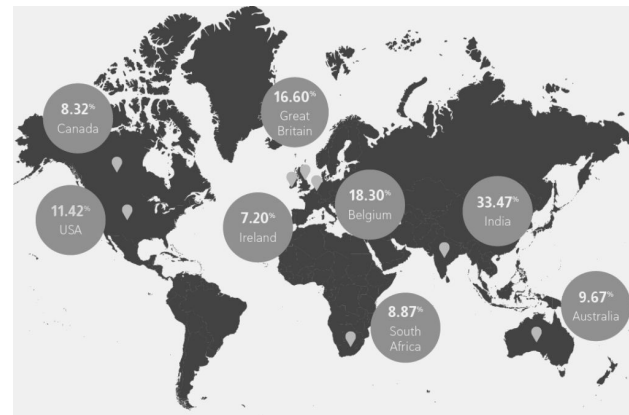 16.60%
Great
Britain
8.32%
Canada
11.42%
USA
7.20%
Ireland
18.30%
Belgium
33.47%
India
8.87%
South
Africa
9.67%
Australia